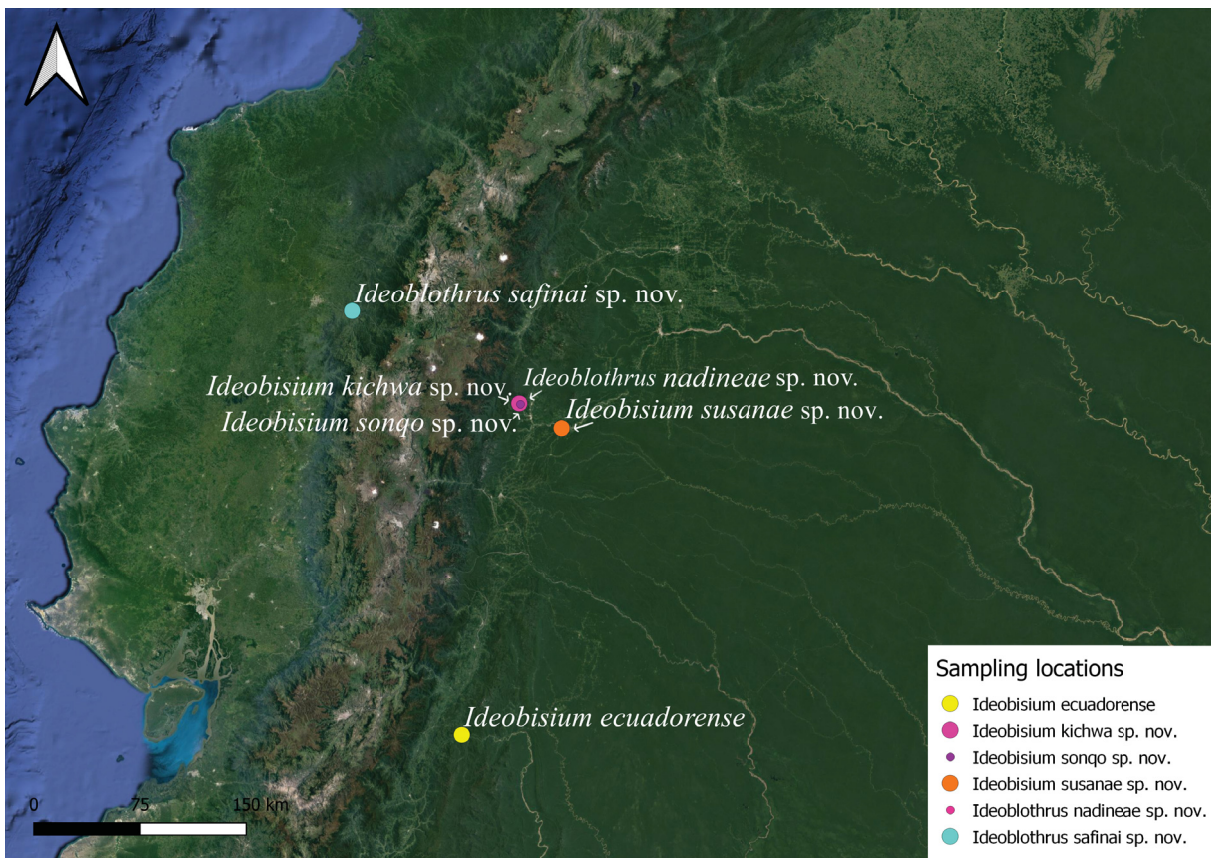 Ideoblothrus safinai sp. nov.
Ideobisium kichwa sp. nov.
Ideoblothrus nadineae sp. nov.
Ideobisium sonqo sp. nov.
Ideobisium susanae sp. nov.
Ideobisium ecuadorense
0 75 150 km
Sampling locations
Ideobisium ecuadorense
Ideobisium kichwa sp. nov.
Ideobisium sonqo sp. nov.
Ideobisium susanae sp. nov.
Ideoblothrus nadineae sp. nov.
Ideoblothrus safinai sp. nov.